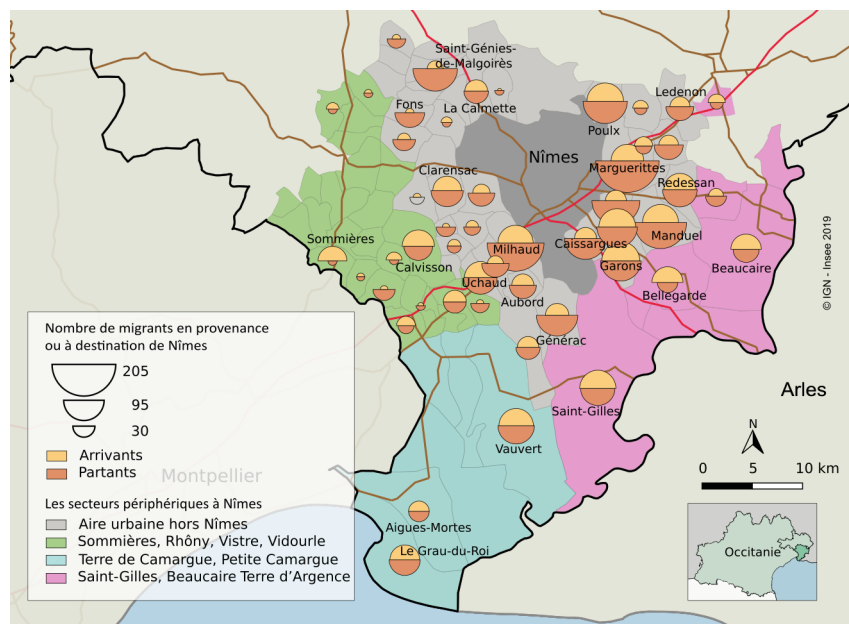 Saint-Génies-
de-Malgoirès
La Calmette
Fons
Ledenon
Poulx
Nîmes
Marguerittes
Clarensac
Redessan
Sommières
Calvisson
Milhaud
Caissargues
Manduel
Garons
Beaucaire
Uchaud
Aubord
Bellegarde
Générac
Saint-Gilles
Vauvert
Aigues-Mortes
Le Grau-du-Roi
Arles
Montpellier
© IGN - Insee 2019
Nombre de migrants en provenance
ou à destination de Nîmes
205
95
30
Arrivants
Partants
Les secteurs périphériques à Nîmes
Aire urbaine hors Nîmes
Sommières, Rhôny, Vistre, Vidourle
Terre de Camargue, Petite Camargue
Saint-Gilles, Beaucaire Terre d'Argence
N
0 5 10 km
Occitanie